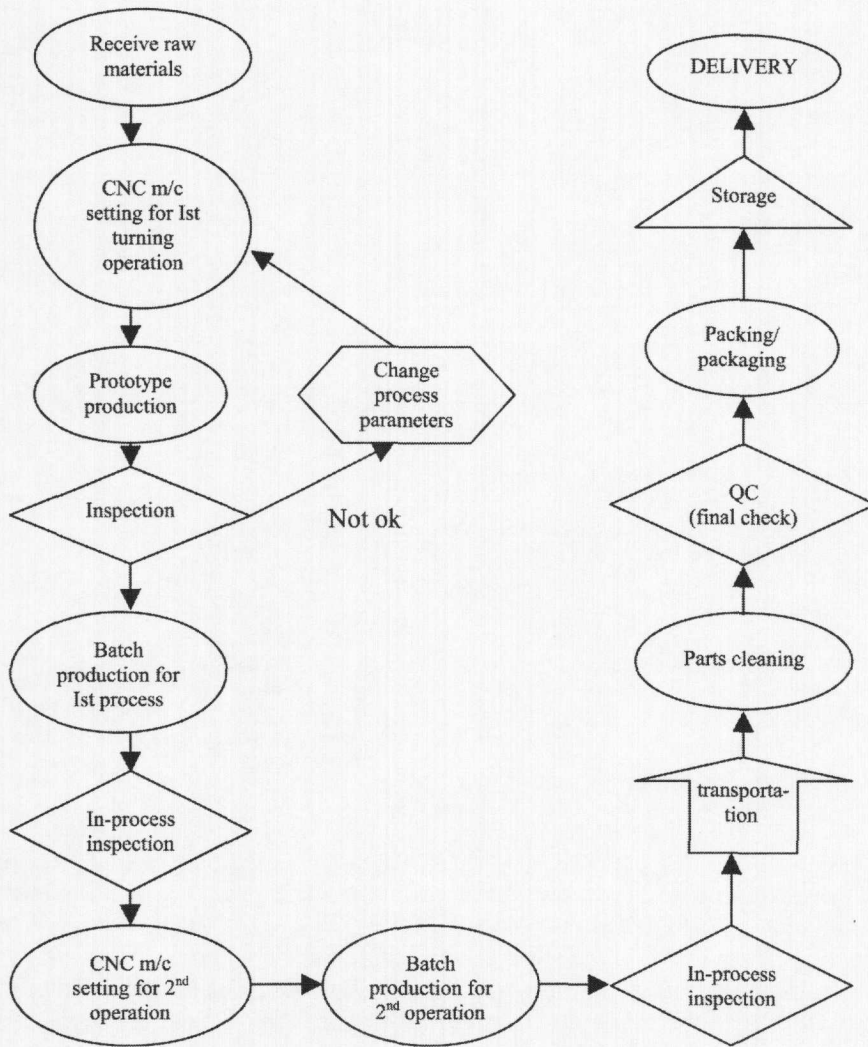 Receive raw
materials
CNC m/c
setting for Ist
turning
operation
Prototype
production
Change
process
parameters
Inspection
Not ok
Batch
production for
Ist process
In-process
inspection
CNC m/c
setting for 2nd
operation
Batch
production for
2nd operation
In-process
inspection
transporta-
tion
Parts cleaning
QC
(final check)
Packing/
packaging
Storage
DELIVERY